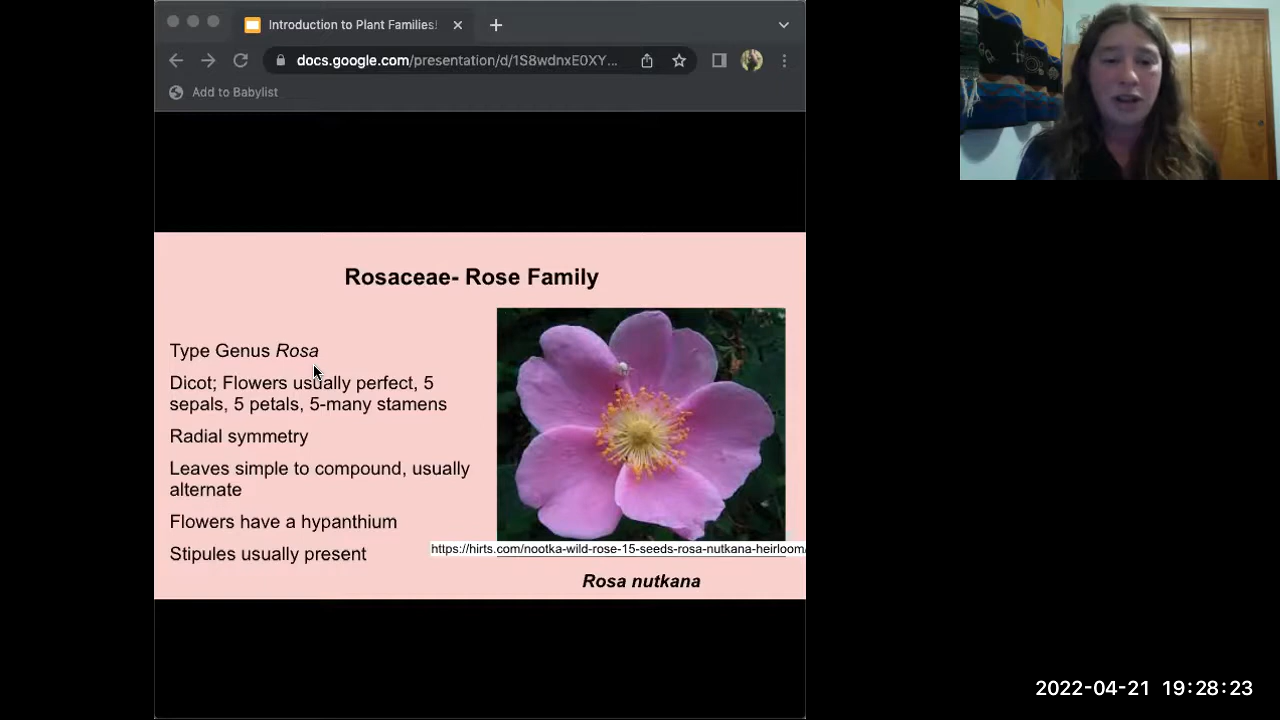 Introduction to Plant Families!
docs.google.com/presentation/d/1S8wdnxE0XY...
Add to Babylist
Rosaceae- Rose Family
Type Genus Rosa
Dicot; Flowers usually perfect, 5
sepals, 5 petals, 5-many stamens
Radial symmetry
Leaves simple to compound, usually
alternate
Flowers have a hypanthium
Stipules usually present
https://hirts.com/nootka-wild-rose-15-seeds-rosa-nutkana-heirloom/
Rosa nutkana
2022-04-21 19:28:23